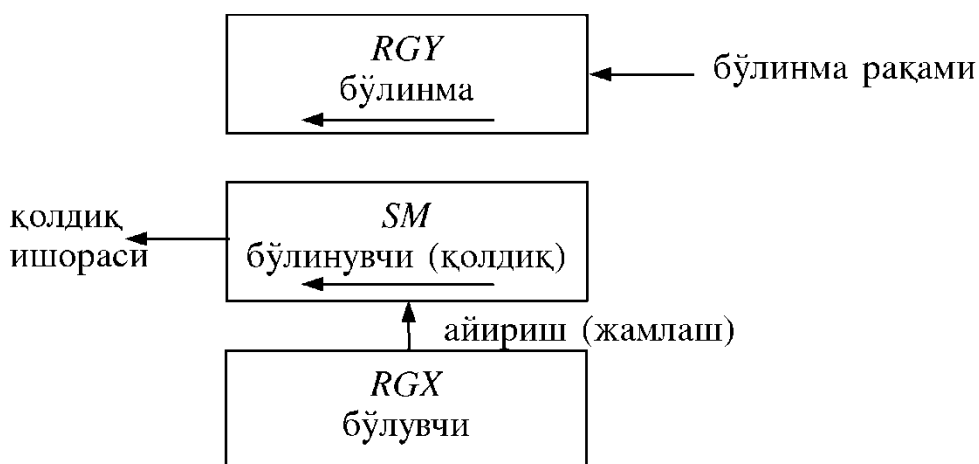 RGY
бўлинма
бўлинма рақами
қолдиқ
ишораси
SM
бўлинувчи (қолдиқ)
айириш (жамлаш)
RGX
бўлувчи